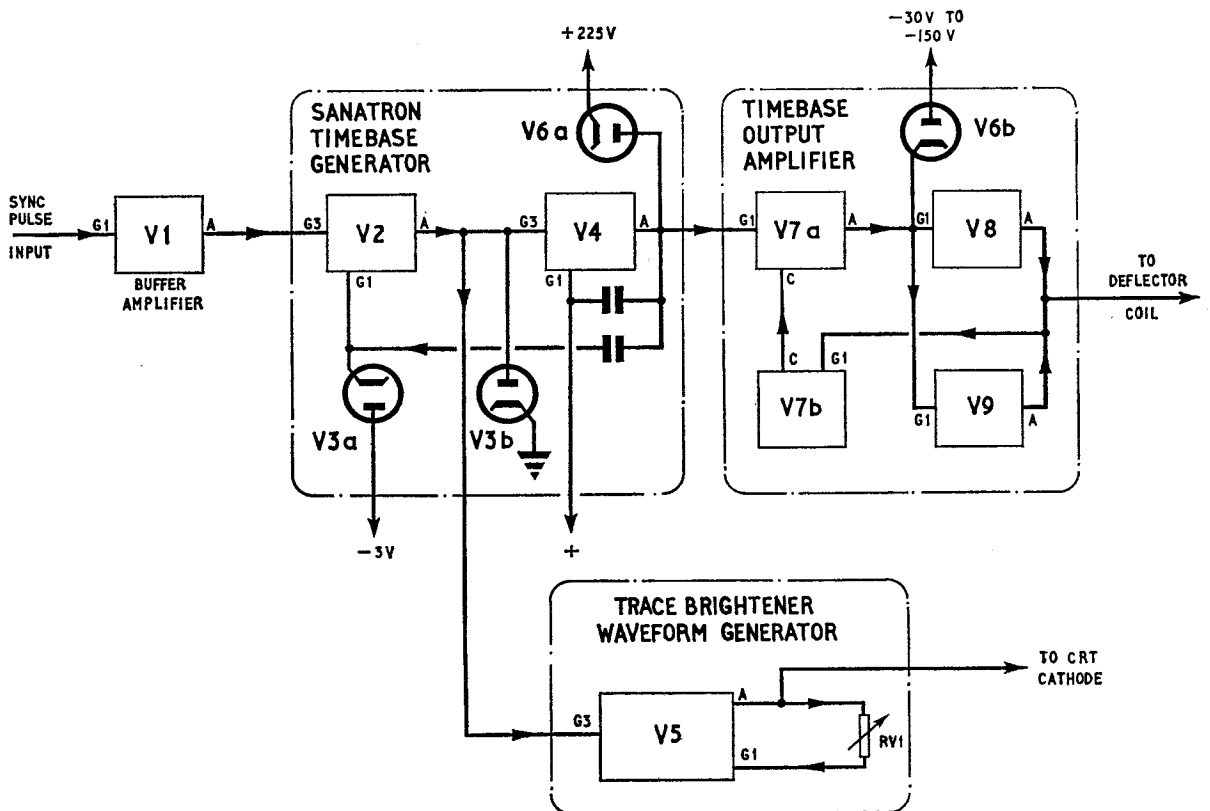 −30V TO
−150 V
+225V
SANATRON
TIMEBASE
GENERATOR
V6a
TIMEBASE
OUTPUT
AMPLIFIER
V6b
SYNC
PULSE
INPUT
G1
V1
A
BUFFER
AMPLIFIER
G3
V2
A
G1
G3
V4
A
G1
G1
V7a
A
C
G1
V8
A
TO
DEFLECTOR
COIL
C
G1
V7b
G1
V9
A
V3a
V3b
−3V
+
TRACE BRIGHTENER
WAVEFORM GENERATOR
TO CRT
CATHODE
G3
V5
A
G1
RV1